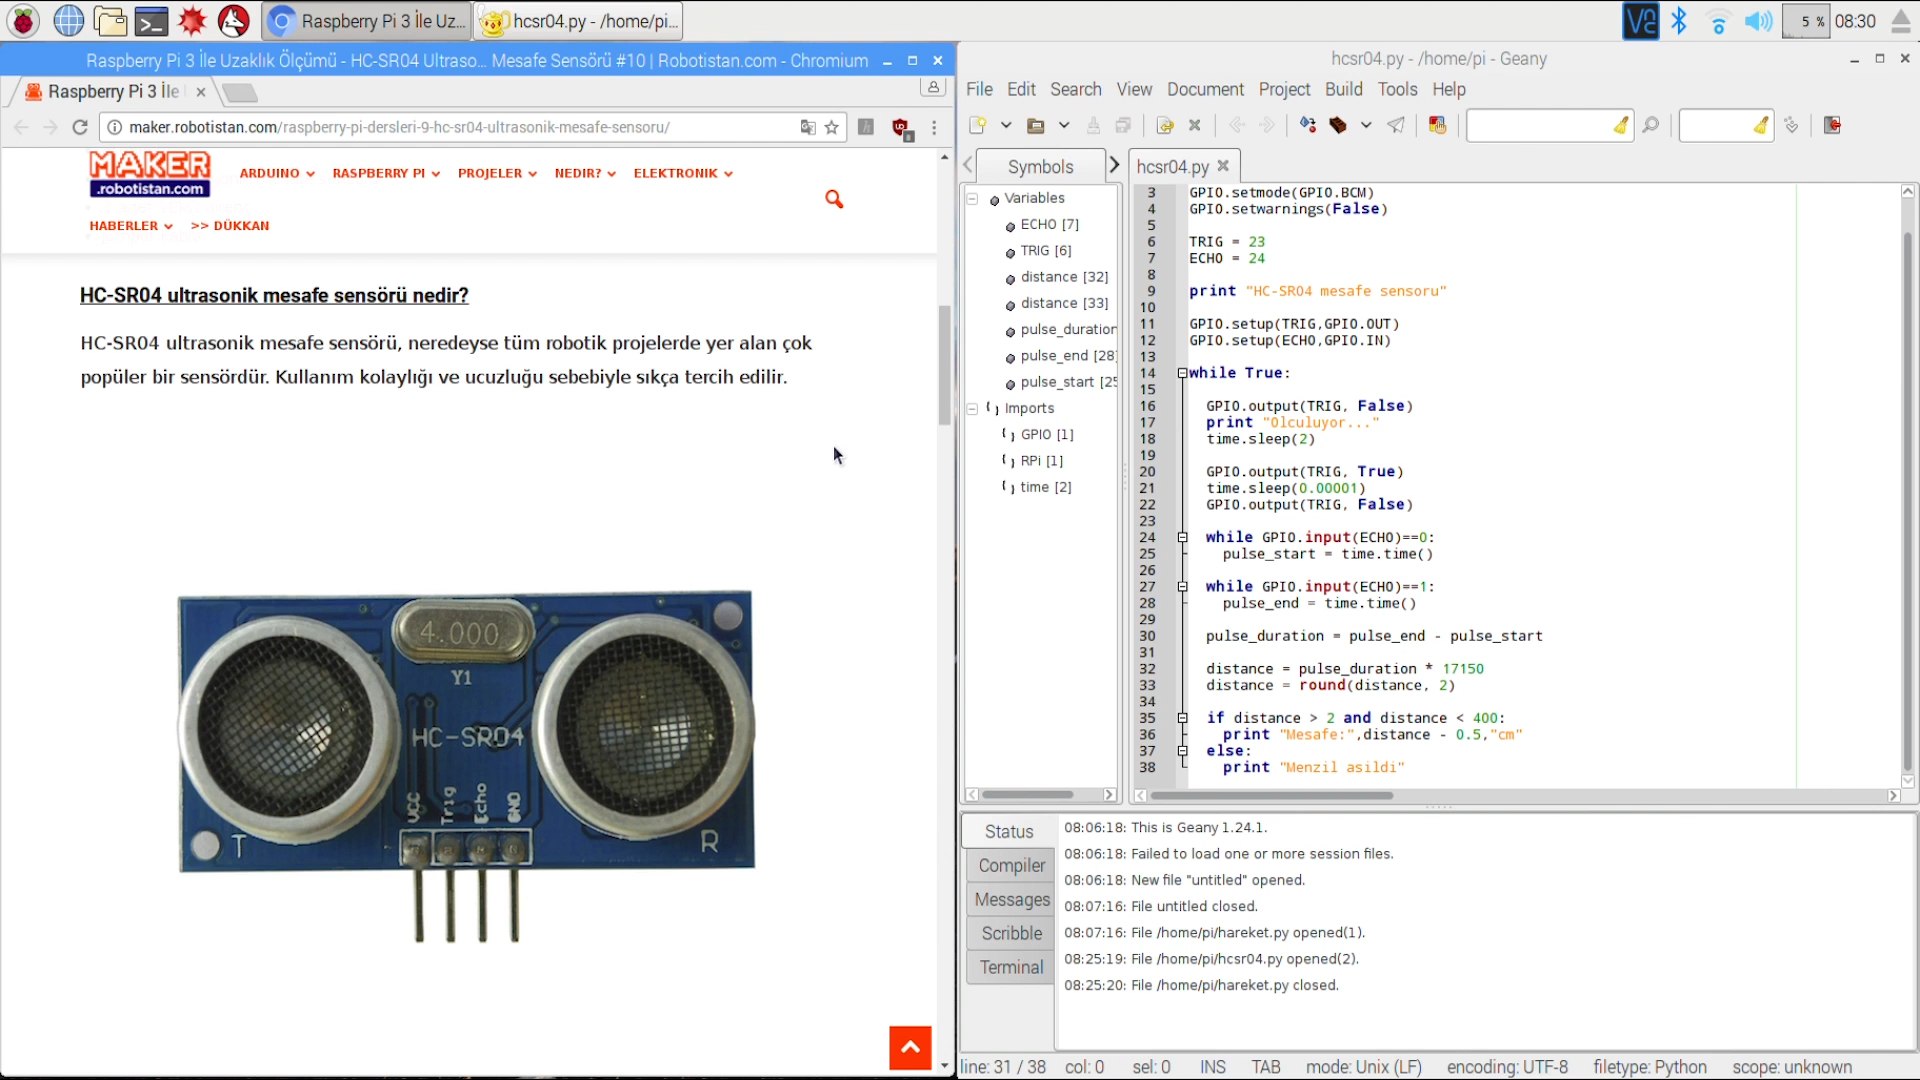 Raspberry Pi 3 İle Uz...
hcsr04.py - /home/pi...
5 %
08:30
Raspberry Pi 3 İle Uzaklık Ölçümü - HC-SR04 Ultraso... Mesafe Sensörü #10 | Robotistan.com - Chromium
Raspberry Pi 3 İle
maker.robotistan.com/raspberry-pi-dersleri-9-hc-sr04-ultrasonik-mesafe-sensoru/
MAKER
.robotistan.com
ARDUINO
RASPBERRY PI
PROJELER
NEDIR?
ELEKTRONIK
HABERLER
>> DÜKKAN
HC-SR04 ultrasonik mesafe sensörü nedir?
HC-SR04 ultrasonik mesafe sensörü, neredeyse tüm robotik projelerde yer alan çok
popüler bir sensördür. Kullanım kolaylığı ve ucuzluğu sebebiyle sıkça tercih edilir.
4.000
Y1
HC-SR04
VCC
Trig
Echo
GND
T
R
hcsr04.py - /home/pi - Geany
File Edit Search View Document Project Build Tools Help
Symbols
Variables
ECHO [7]
TRIG [6]
distance [32]
distance [33]
pulse_duration
pulse_end [28]
pulse_start [25
Imports
GPIO [1]
RPi [1]
time [2]
hcsr04.py
3 GPIO.setmode(GPIO.BCM)
4 GPIO.setwarnings(False)
5
6 TRIG = 23
7 ECHO = 24
8
9 print "HC-SR04 mesafe sensoru"
10
11 GPIO.setup(TRIG,GPIO.OUT)
12 GPIO.setup(ECHO,GPIO.IN)
13
14 while True:
15
16 GPIO.output(TRIG, False)
17 print "Olculuyor..."
18 time.sleep(2)
19
20 GPIO.output(TRIG, True)
21 time.sleep(0.00001)
22 GPIO.output(TRIG, False)
23
24 while GPIO.input(ECHO)==0:
25 pulse_start = time.time()
26
27 while GPIO.input(ECHO)==1:
28 pulse_end = time.time()
29
30 pulse_duration = pulse_end - pulse_start
31
32 distance = pulse_duration * 17150
33 distance = round(distance, 2)
34
35 if distance > 2 and distance < 400:
36 print "Mesafe:",distance - 0.5,"cm"
37 else:
38 print "Menzil asildi"
Status
Compiler
Messages
Scribble
Terminal
08:06:18: This is Geany 1.24.1.
08:06:18: Failed to load one or more session files.
08:06:18: New file "untitled" opened.
08:07:16: File untitled closed.
08:07:16: File /home/pi/hareket.py opened(1).
08:25:19: File /home/pi/hcsr04.py opened(2).
08:25:20: File /home/pi/hareket.py closed.
line: 31 / 38 col: 0 sel: 0 INS TAB mode: Unix (LF) encoding: UTF-8 filetype: Python scope: unknown